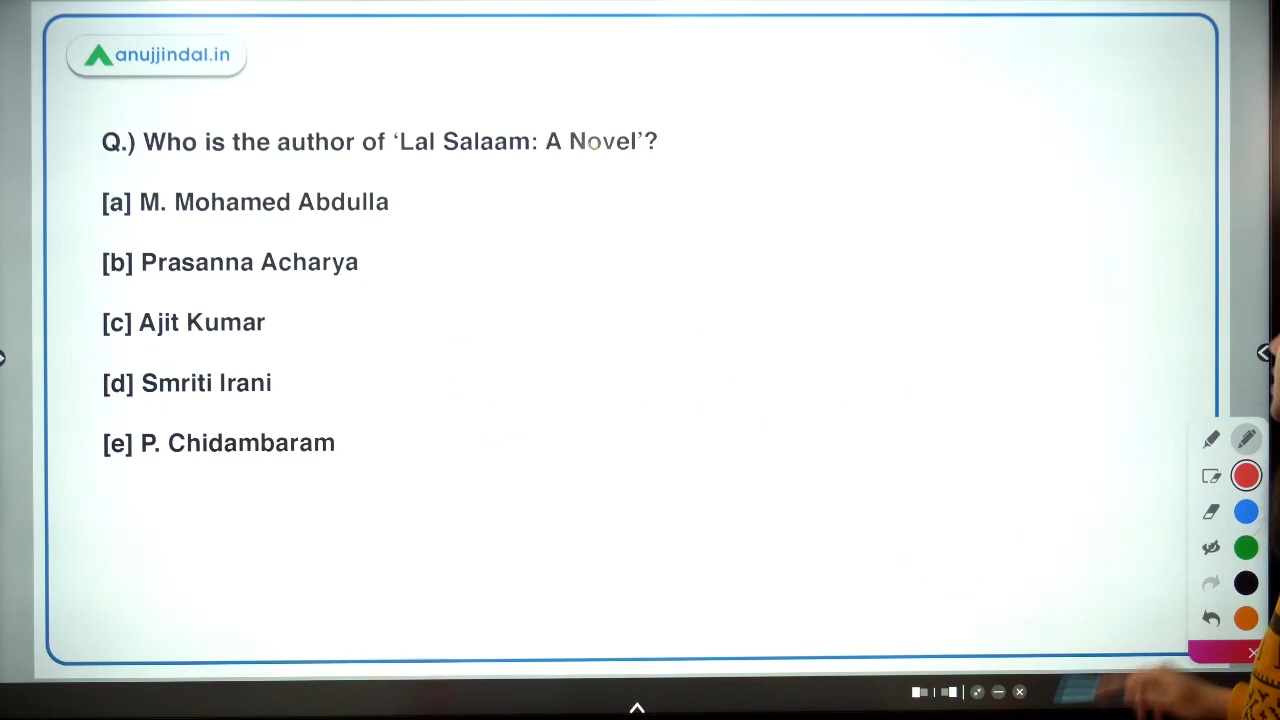 anujjindal.in
Q.) Who is the author of ‘Lal Salaam: A Novel’?
[a] M. Mohamed Abdulla
[b] Prasanna Acharya
[c] Ajit Kumar
[d] Smriti Irani
[e] P. Chidambaram